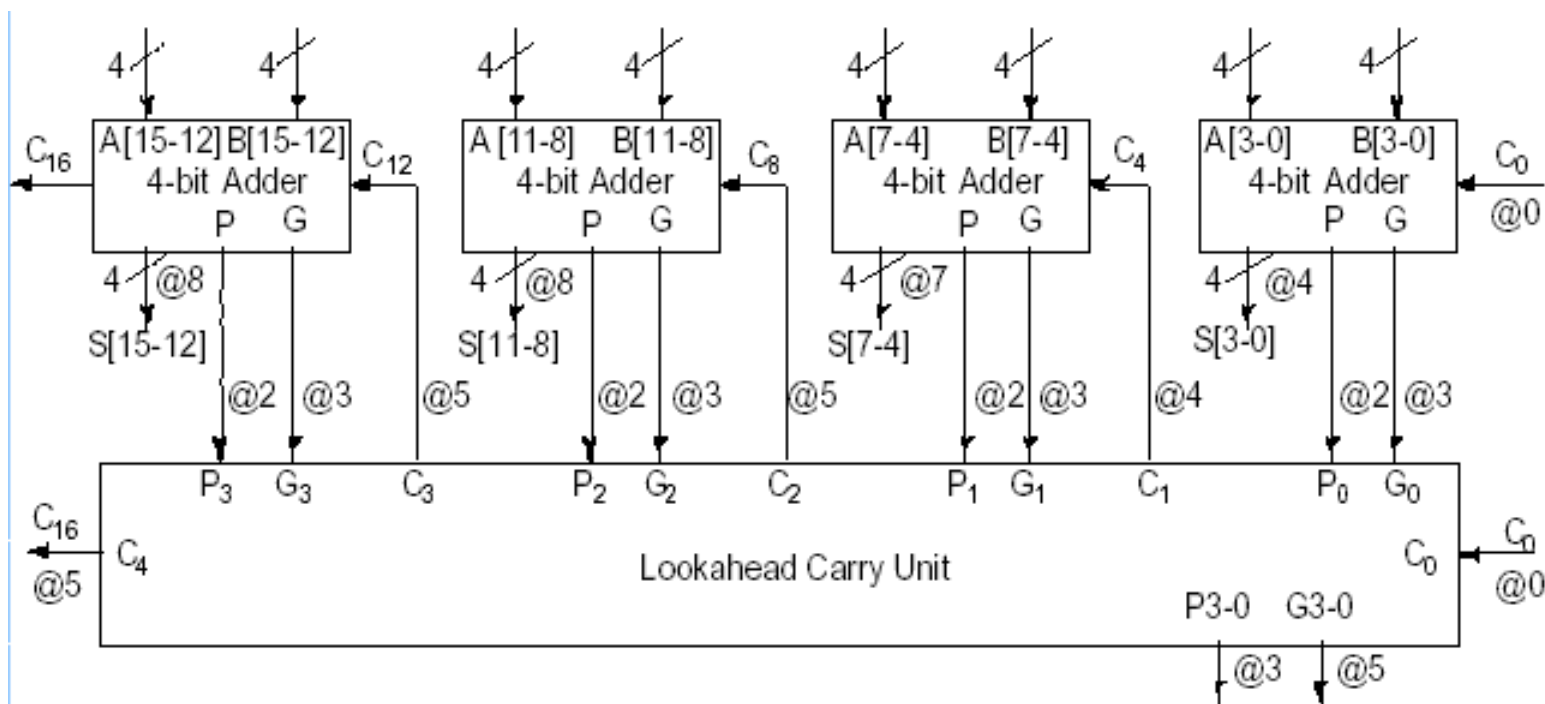 4 4 4 4 4 4 4 4
A[15-12] B[15-12] A[11-8] B[11-8] A[7-4] B[7-4] A[3-0] B[3-0]
C16 C12 C8 C4 C0
4-bit Adder 4-bit Adder 4-bit Adder 4-bit Adder
P G P G P G P G @0
4 @8 4 @8 4 @7 4 @4
S[15-12] S[11-8] S[7-4] S[3-0]
@2 @3 @5 @2 @3 @5 @2 @3 @4 @2 @3
P3 G3 C3 P2 G2 C2 P1 G1 C1 P0 G0
C16 C0
C4 Lookahead Carry Unit C0
@5 @0
P3-0 G3-0
@3 @5